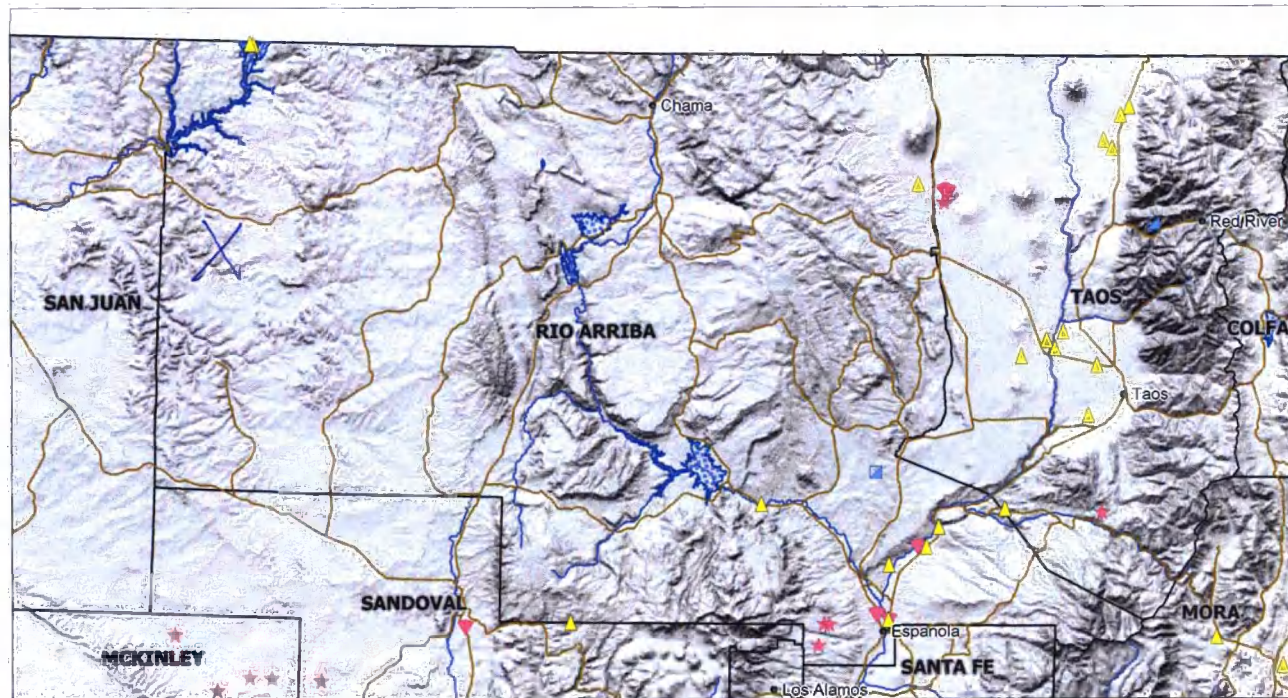 Chama
Red River
SAN JUAN
TAOS
RIO ARRIBA
COLFA
Taos
SANDOVAL
MORA
Espanola
MCKINLEY
SANTA FE
Los Alamos